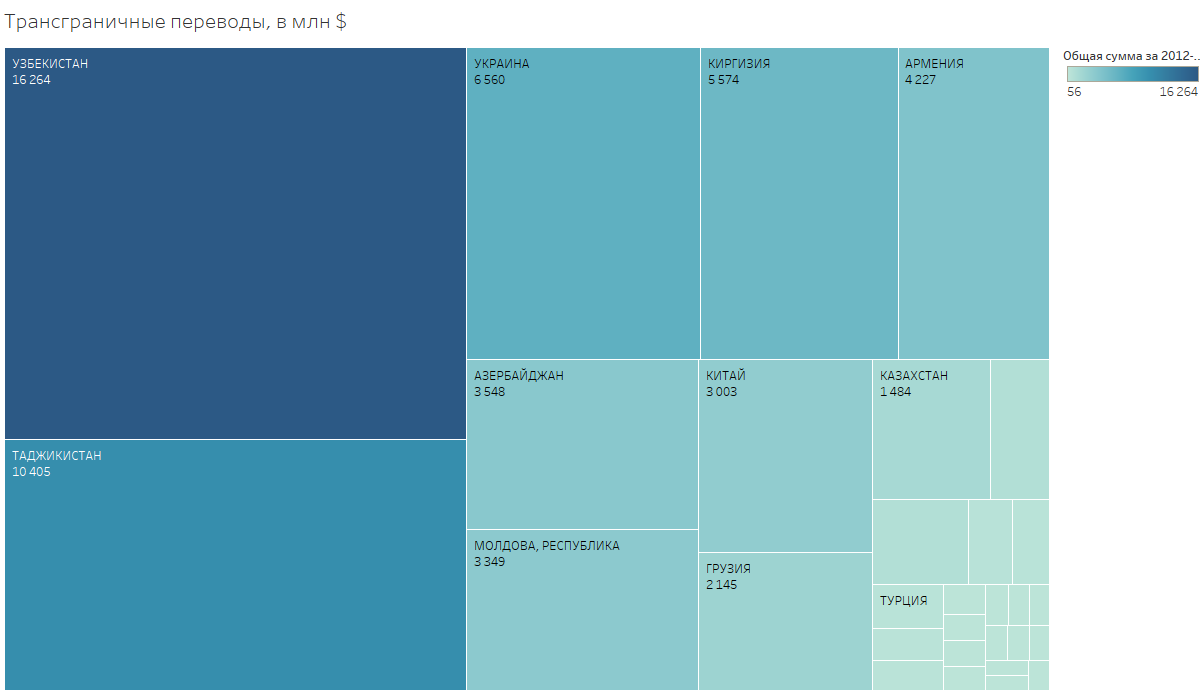 Трансграничные переводы, в млн $
УЗБЕКИСТАН
16 264
УКРАИНА
6 560
КИРГИЗИЯ
5 574
АРМЕНИЯ
4 227
Общая сумма за 2012-..
56
16 264
АЗЕРБАЙДЖАН
3 548
КИТАЙ
3 003
КАЗАХСТАН
1 484
ТАДЖИКИСТАН
10 405
МОЛДОВА, РЕСПУБЛИКА
3 349
ГРУЗИЯ
2 145
ТУРЦИЯ